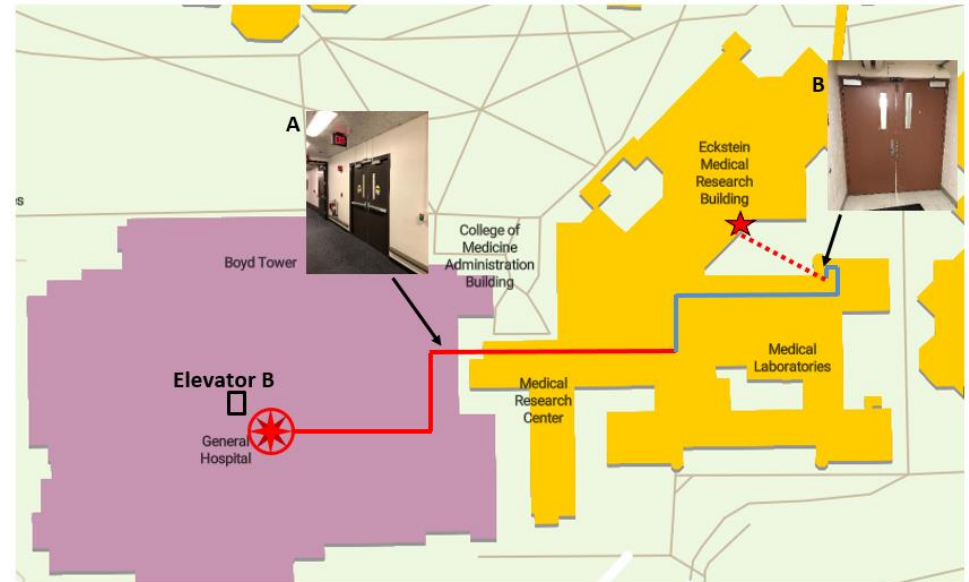 B
Eckstein
Medical
Research
Building
A
s
College of
Medicine
Administration
Building
Boyd Tower
Medical
Laboratories
Elevator B
Medical
Research
Center
General
Hospital